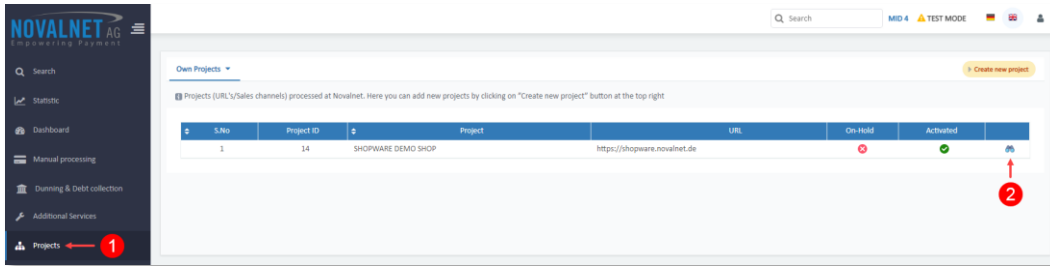 NOVALNET AG
Empowering Payment
Search
MID 4 TEST MODE
Search
Statistic
Dashboard
Manual processing
Dunning & Debt collection
Additional Services
Projects
1
Own Projects
Create new project
Projects (URL's/Sales channels) processed at Novalnet. Here you can add new projects by clicking on "Create new project" button at the top right
S.No Project ID Project URL On-Hold Activated
1 14 SHOPWARE DEMO SHOP https://shopware.novalnet.de
2